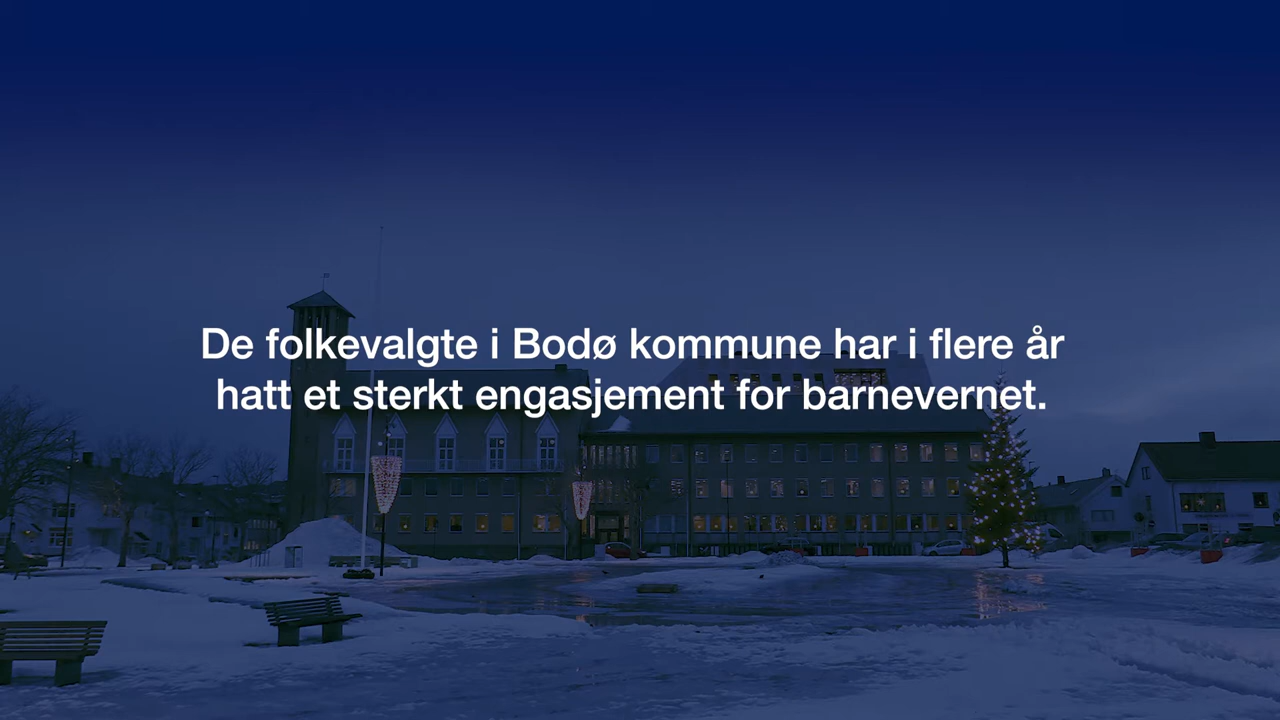 De folkevalgte i Bodø kommune har i flere år
hatt et sterkt engasjement for barnevernet.